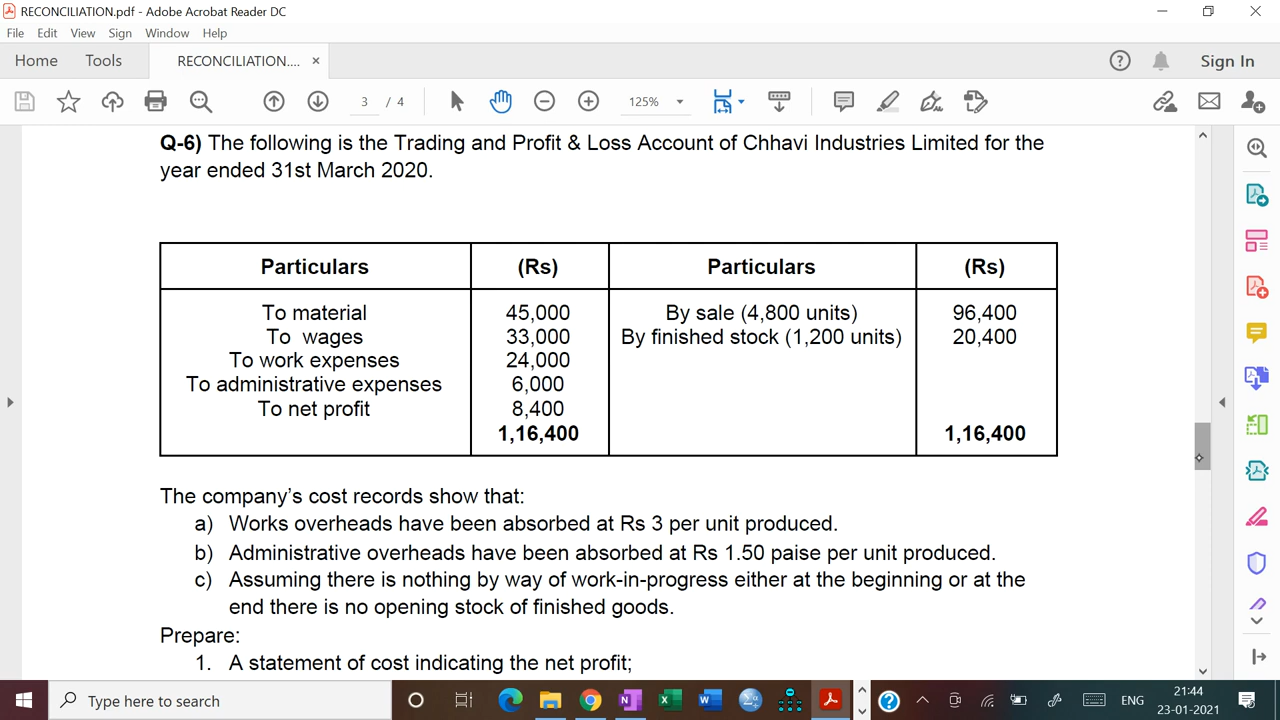 RECONCILIATION.pdf - Adobe Acrobat Reader DC
File Edit View Sign Window Help
Home Tools RECONCILIATION.... × Sign In
3 / 4 125%
Q-6) The following is the Trading and Profit & Loss Account of Chhavi Industries Limited for the
year ended 31st March 2020.
Particulars (Rs) Particulars (Rs)
To material 45,000 By sale (4,800 units) 96,400
To wages 33,000 By finished stock (1,200 units) 20,400
To work expenses 24,000
To administrative expenses 6,000
To net profit 8,400
1,16,400 1,16,400
The company's cost records show that:
a) Works overheads have been absorbed at Rs 3 per unit produced.
b) Administrative overheads have been absorbed at Rs 1.50 paise per unit produced.
c) Assuming there is nothing by way of work-in-progress either at the beginning or at the
end there is no opening stock of finished goods.
Prepare:
1. A statement of cost indicating the net profit;
Type here to search ENG 21:44
23-01-2021